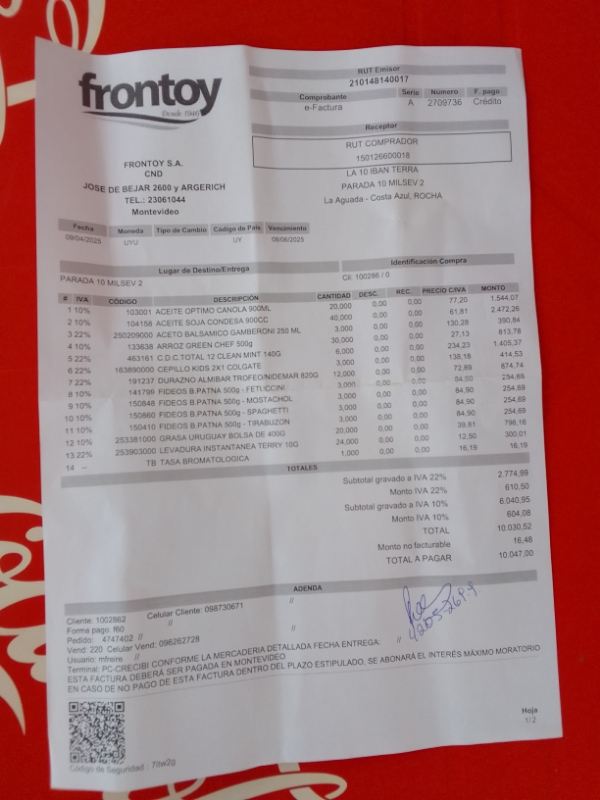 frontoy
Desde 1946
FRONTOY S.A.
CND
JOSE DE BEJAR 2600 y ARGERICH
TEL.: 23061044
Montevideo
RUT Emisor
210148140017
Comprobante Serie Número F. pago
e-Factura A 2709736 Crédito
Receptor
RUT COMPRADOR
150126600018
LA 10 IBAN TERRA
PARADA 10 MILSEV 2
La Aguada - Costa Azul, ROCHA
Fecha Moneda Tipo de Cambio Código de País Vencimiento
09/04/2025 UYU UY 08/06/2025
Lugar de Destino/Entrega Identificación Compra
PARADA 10 MILSEV 2 Cli: 100286 / 0
# IVA CÓDIGO DESCRIPCIÓN CANTIDAD DESC. REC. PRECIO C/IVA MONTO
1 10% 103001 ACEITE OPTIMO CANOLA 900ML 20,000 0,00 0,00 77,20 1.544,07
2 10% 104158 ACEITE SOJA CONDESA 900CC 40,000 0,00 0,00 61,81 2.472,26
3 22% 250209000 ACETO BALSAMICO GAMBERONI 250 ML 3,000 0,00 0,00 130,28 390,84
4 10% 133638 ARROZ GREEN CHEF 500g 30,000 0,00 0,00 27,13 813,78
5 22% 463161 C.D.C.TOTAL 12 CLEAN MINT 140G 6,000 0,00 0,00 234,23 1.405,37
6 22% 163890000 CEPILLO KIDS 2X1 COLGATE 3,000 0,00 0,00 138,18 414,53
7 22% 191237 DURAZNO ALMIBAR TROFEO/NIDEMAR 820G 12,000 0,00 0,00 72,89 874,74
8 10% 141799 FIDEOS B.PATNA 500g - FETUCCINI 3,000 0,00 0,00 84,90 254,69
9 10% 150848 FIDEOS B.PATNA 500g - MOSTACHOL 3,000 0,00 0,00 84,90 254,69
10 10% 150860 FIDEOS B.PATNA 500g - SPAGHETTI 3,000 0,00 0,00 84,90 254,69
11 10% 150410 FIDEOS B.PATNA 500g - TIRABUZON 3,000 0,00 0,00 84,90 254,69
12 10% 253381000 GRASA URUGUAY BOLSA DE 400G 20,000 0,00 0,00 39,81 796,16
13 22% 253903000 LEVADURA INSTANTANEA TERRY 10G 24,000 0,00 0,00 12,50 300,01
14 -- TB TASA BROMATOLOGICA 1,000 0,00 0,00 16,19 16,19
TOTALES
Subtotal gravado a IVA 22% 2.774,99
Monto IVA 22% 610,50
Subtotal gravado a IVA 10% 6.040,95
Monto IVA 10% 604,08
TOTAL 10.030,52
Monto no facturable 16,48
TOTAL A PAGAR 10.047,00
ADENDA
Cliente: 1002862 Celular Cliente: 098730671 //
Forma pago: f60
Pedido: 4747402 // //
Vend: 220 Celular Vend: 096262728
Usuario: mfreire //
Terminal: PC-CRECIBI CONFORME LA MERCADERIA DETALLADA FECHA ENTREGA: //
ESTA FACTURA DEBERÁ SER PAGADA EN MONTEVIDEO
EN CASO DE NO PAGO DE ESTA FACTURA DENTRO DEL PLAZO ESTIPULADO, SE ABONARÁ EL INTERÉS MÁXIMO MORATORIO
Código de Seguridad : 7Itw2g
Hoja
1/2